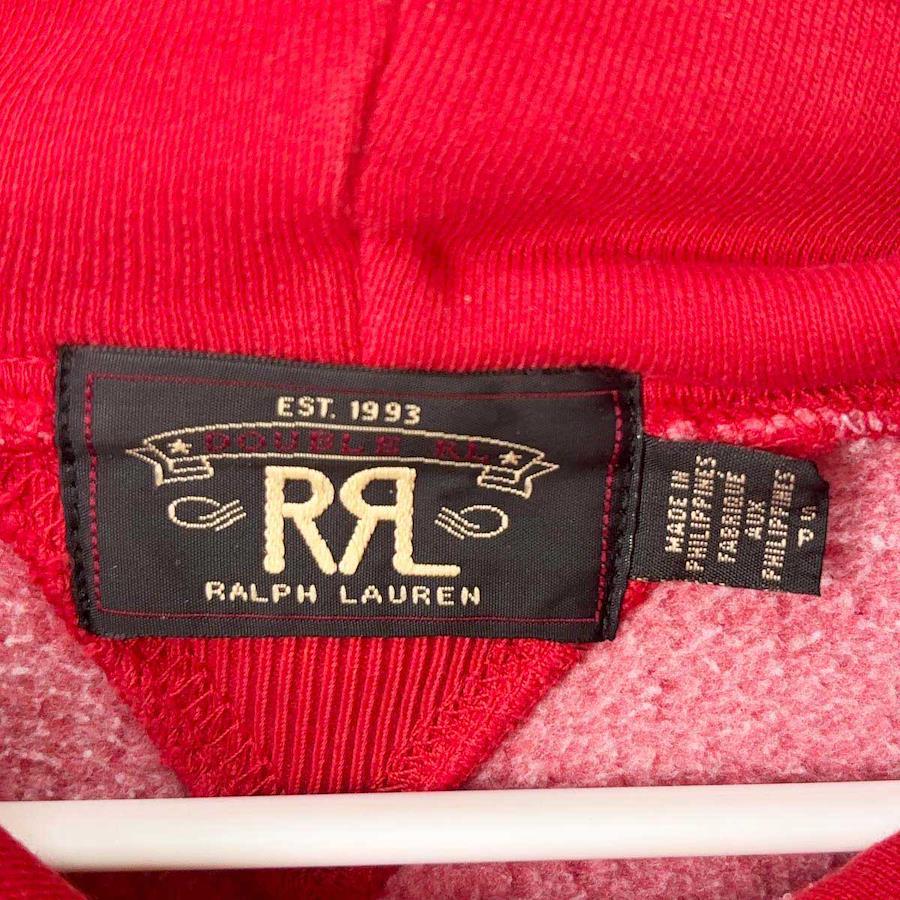 EST. 1993
DOUBLE RL
RRL
RALPH LAUREN
MADE IN
PHILIPPINES
FABRIQUE
AUX
PHILIPPINES
P